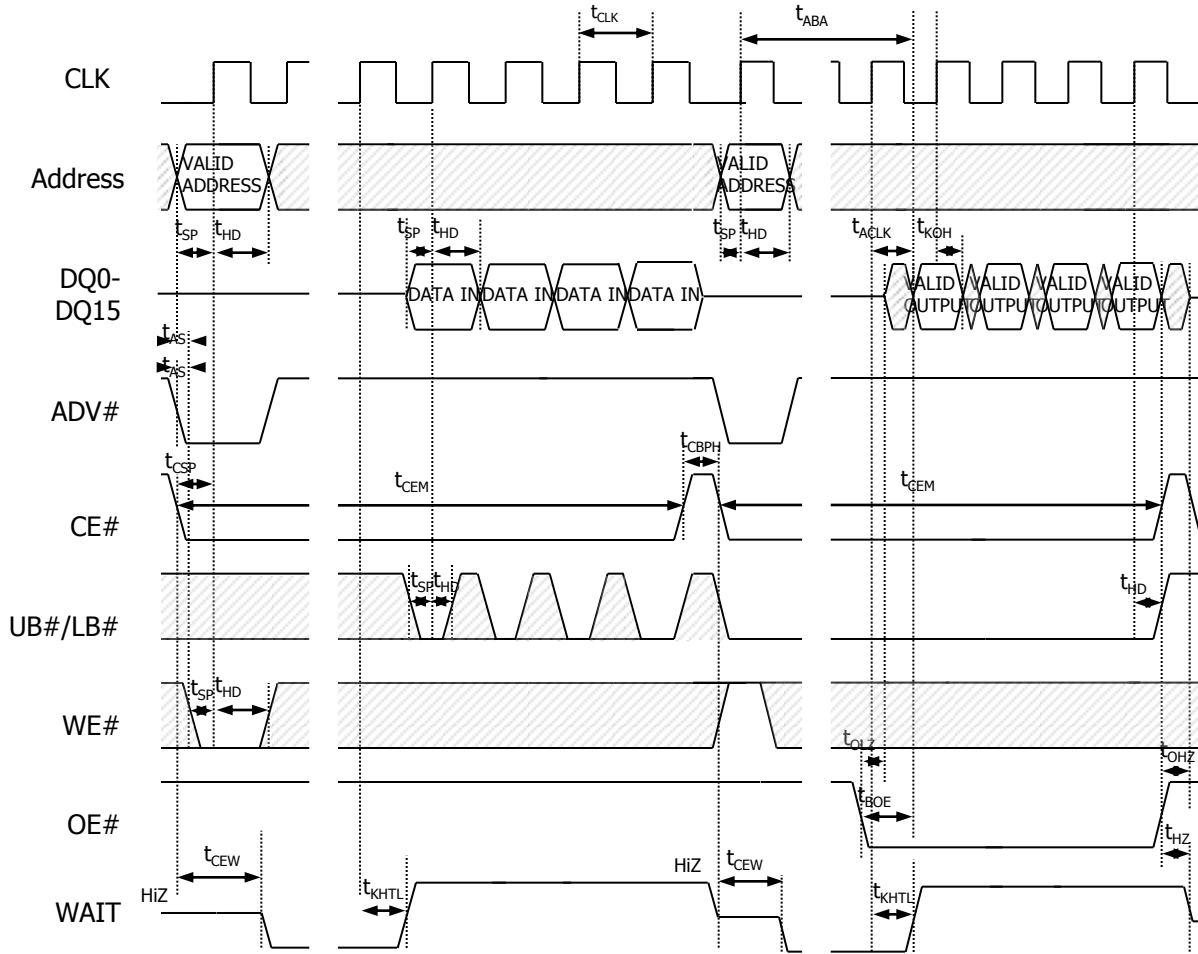 tCLK
tABA
CLK
Address
VALID
ADDRESS
VALID
ADDRESS
tSP
tHD
tSP
tHD
tSP
tHD
tACLK
tKOH
DQ0-
DQ15
DATA IN
DATA IN
DATA IN
DATA IN
VALID
OUTPUT
VALID
OUTPUT
VALID
OUTPUT
VALID
OUTPUT
tAS
tAS
ADV#
tCBPH
tCSP
tCEM
tCEM
CE#
tSP
tHD
tHD
UB#/LB#
tSP
tHD
WE#
tOLZ
tOHZ
tBOE
OE#
tHZ
tCEW
HiZ
tCEW
HiZ
tKHTL
tKHTL
WAIT